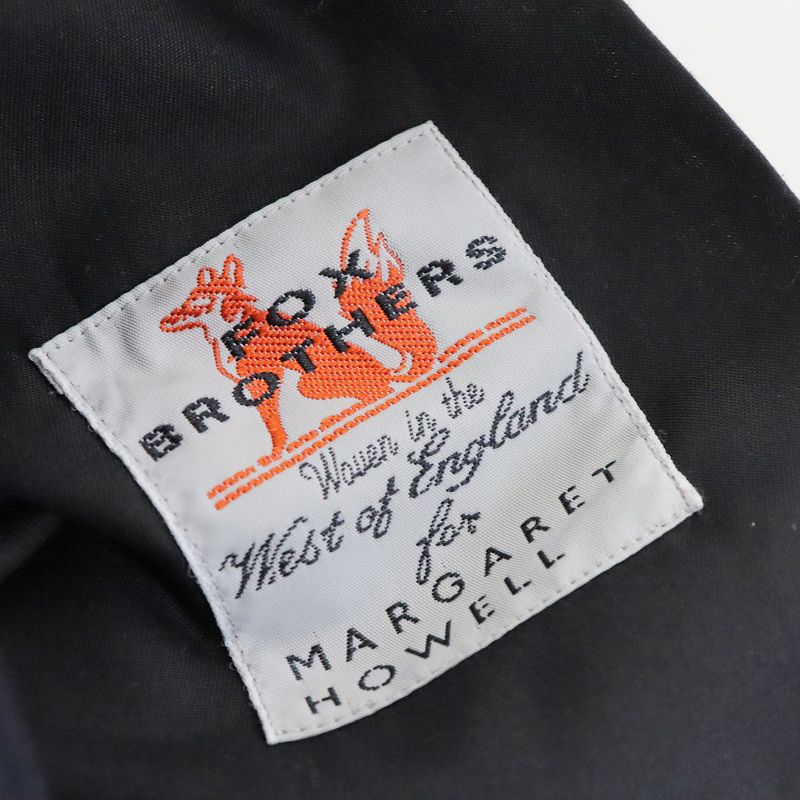 FOX
BROTHERS
Woven in the
West of England
for
MARGARET
HOWELL